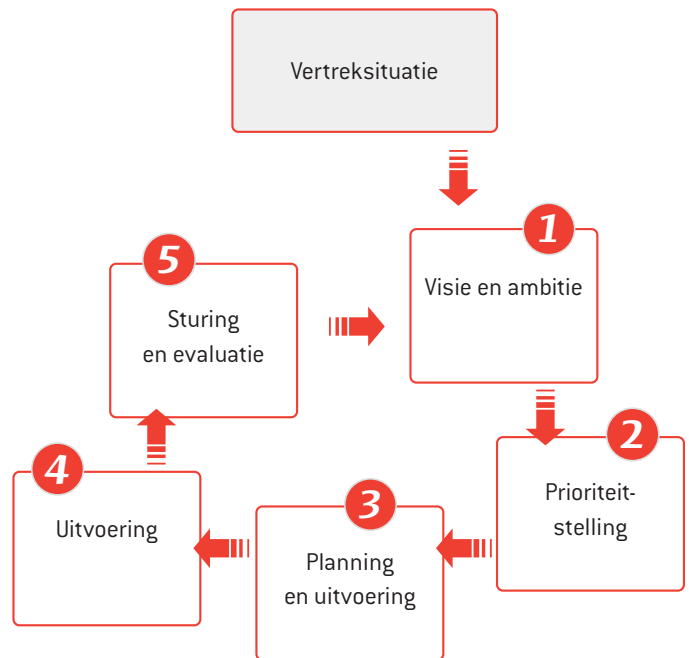 Vertreksituatie
1
Visie en ambitie
2
Prioriteit-
stelling
3
Planning
en uitvoering
4
Uitvoering
5
Sturing
en evaluatie